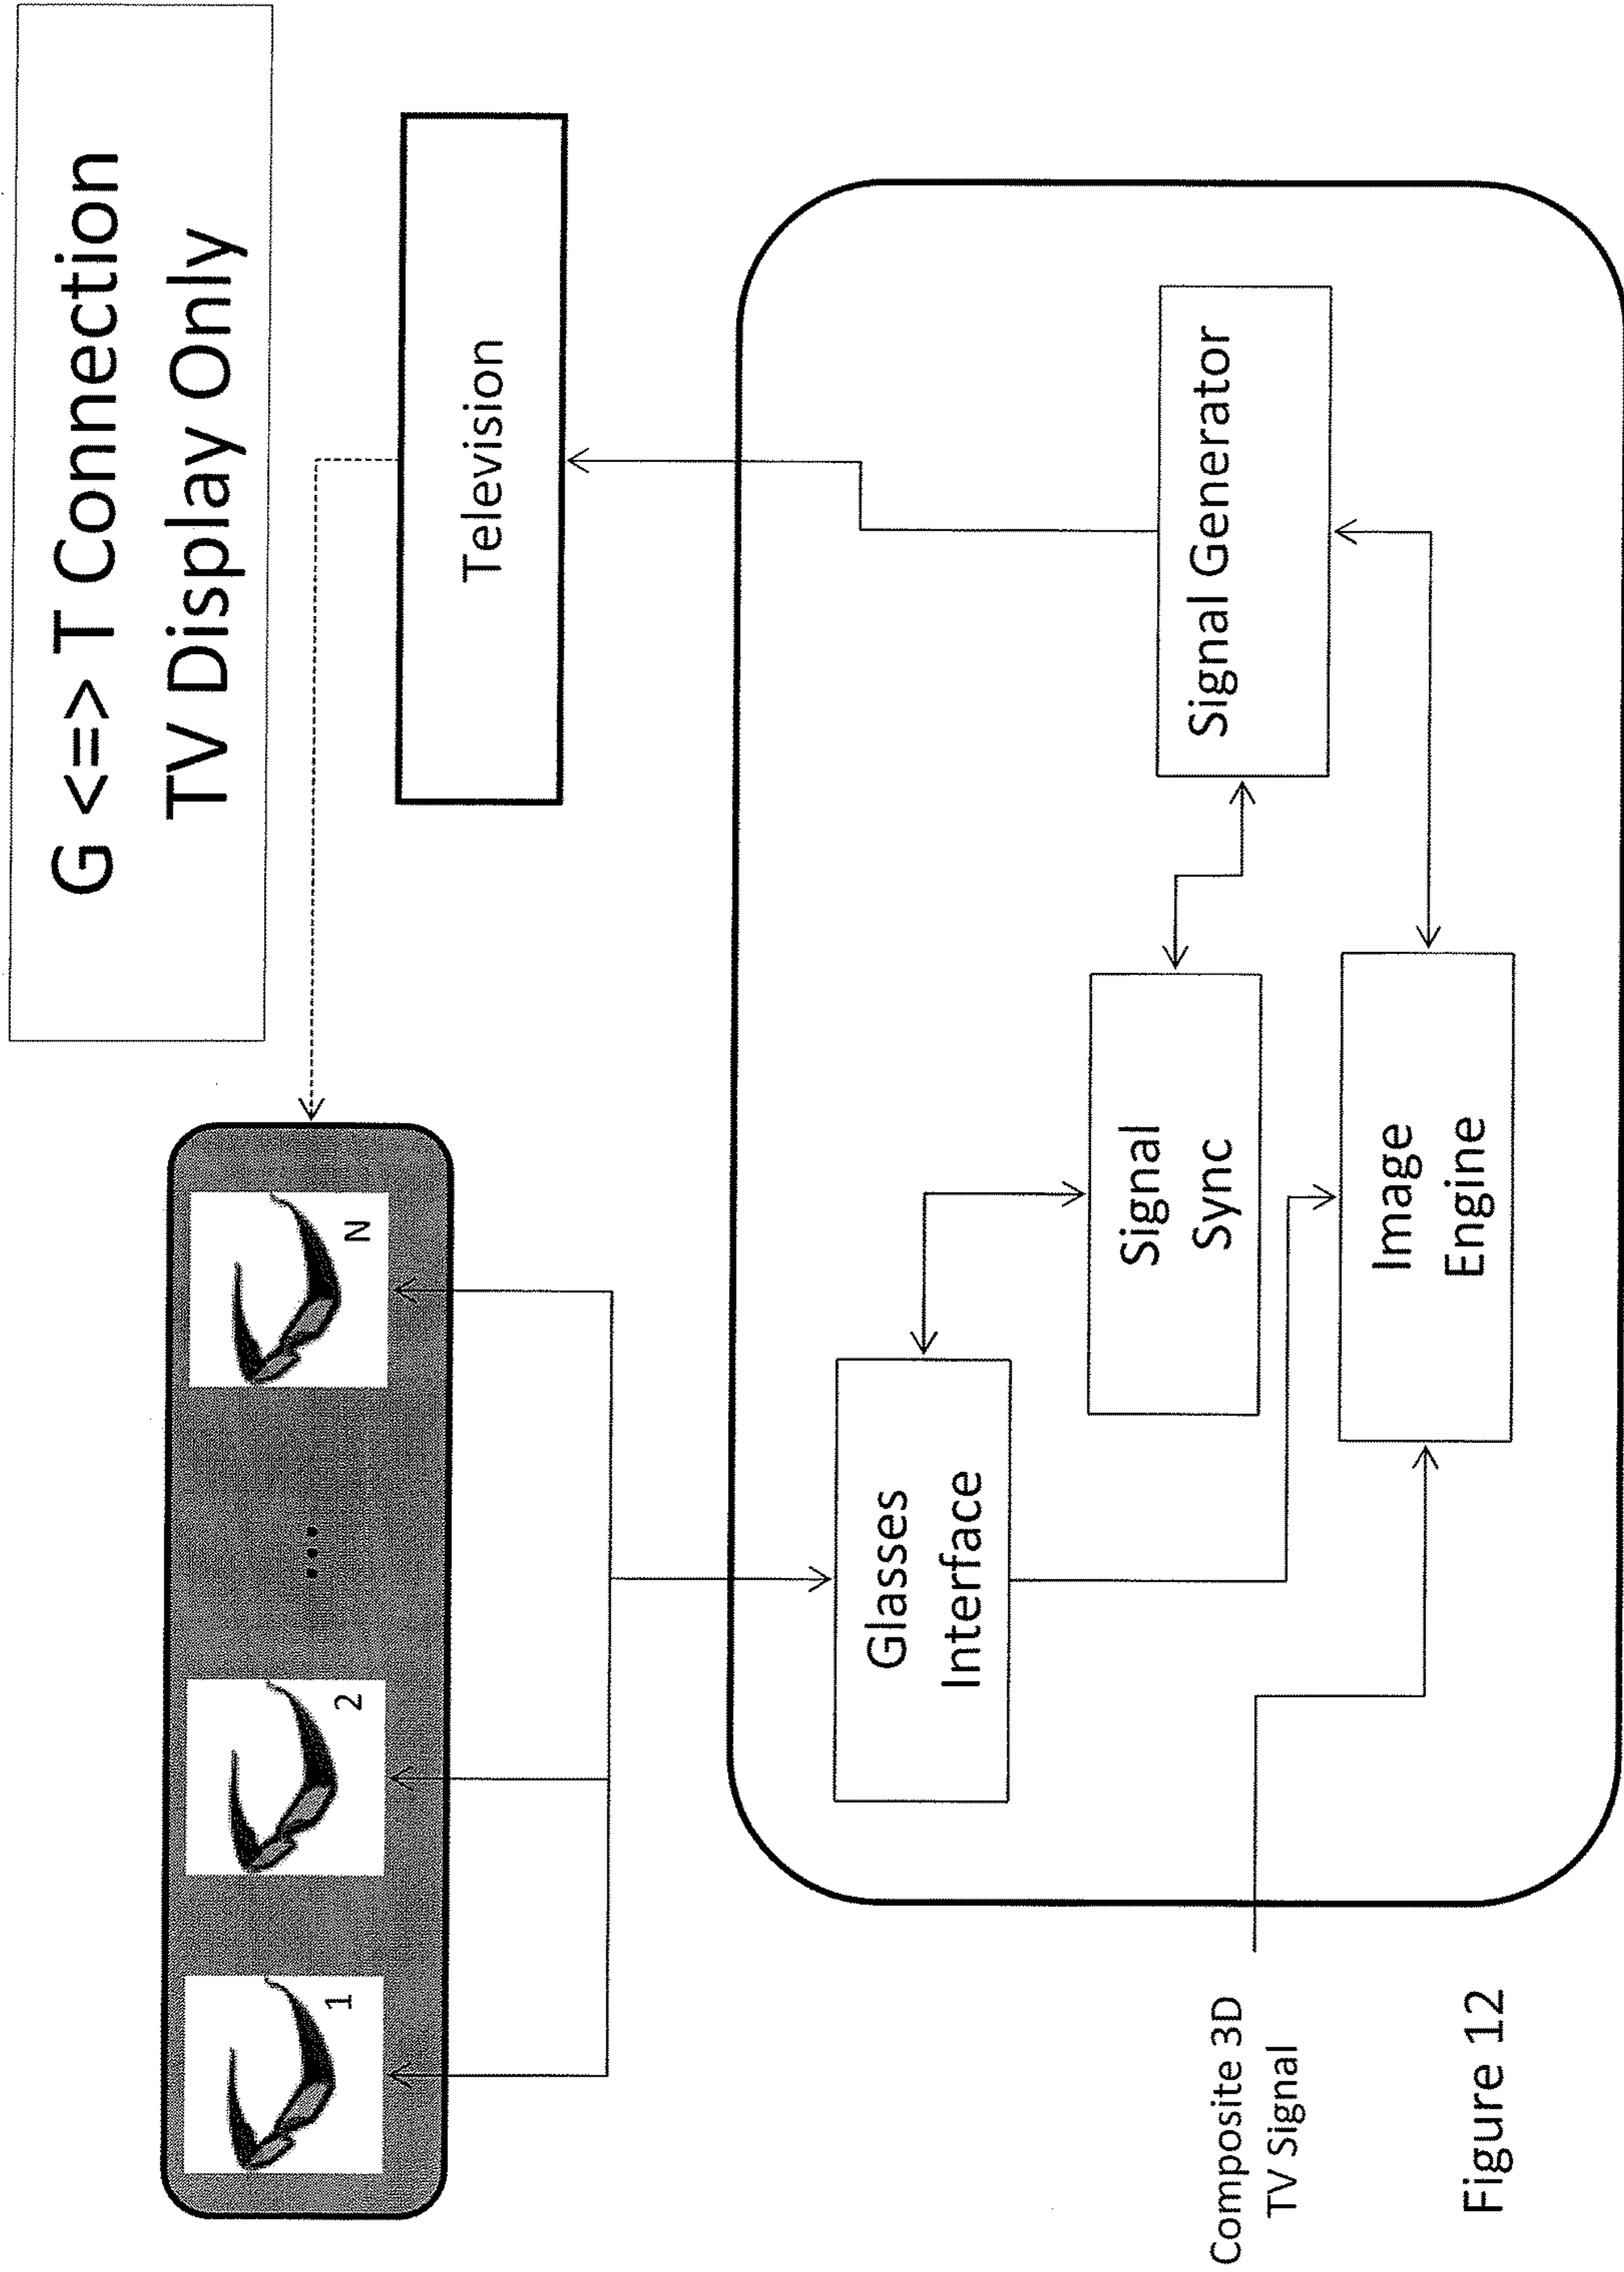 G <=> T Connection
TV Display Only
1
2
...
N
Television
Glasses
Interface
Signal
Sync
Signal Generator
Image
Engine
Composite 3D
TV Signal
Figure 12